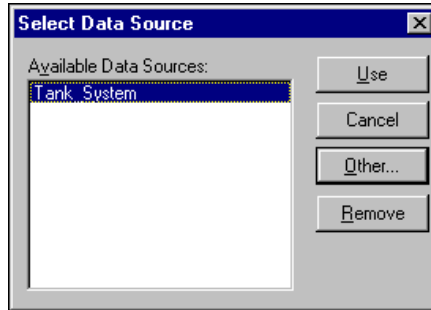 Select Data Source
Available Data Sources:
Tank_System
Use
Cancel
Other...
Remove